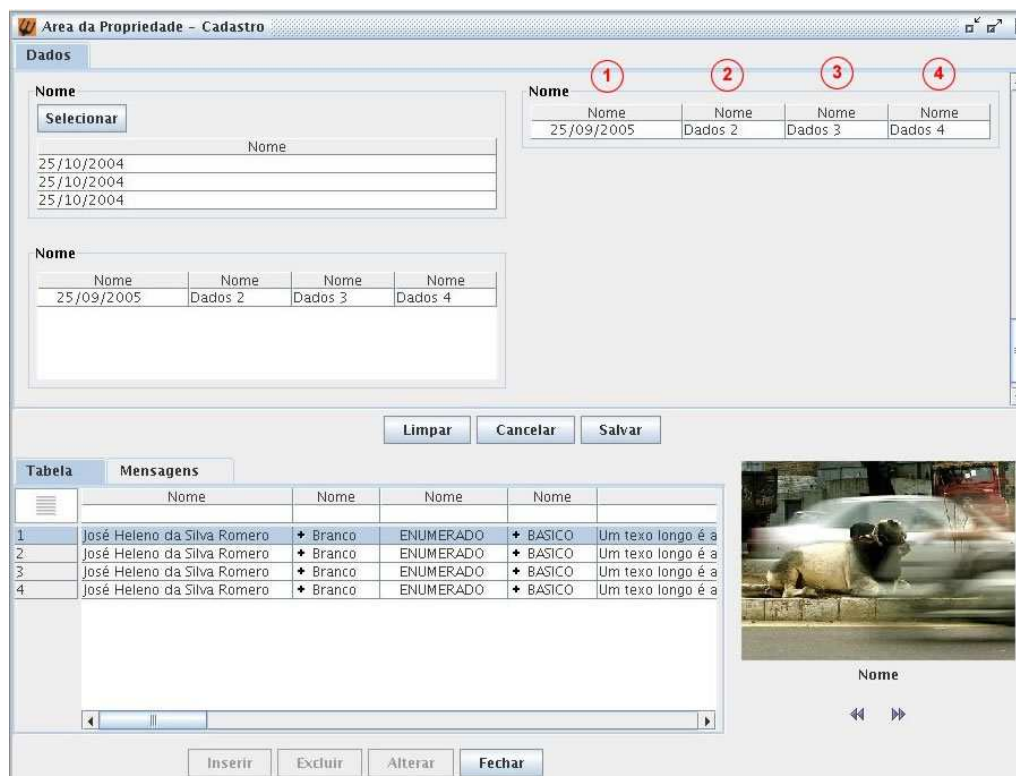 Area da Propriedade - Cadastro
Dados
Nome
Selecionar
Nome
25/10/2004
25/10/2004
25/10/2004
1 2 3 4
Nome
Nome Nome Nome Nome
25/09/2005 Dados 2 Dados 3 Dados 4
Nome
Nome Nome Nome Nome
25/09/2005 Dados 2 Dados 3 Dados 4
Limpar Cancelar Salvar
Tabela Mensagens
Nome Nome Nome Nome
1 José Heleno da Silva Romero + Branco ENUMERADO + BASICO Um texo longo é a
2 José Heleno da Silva Romero + Branco ENUMERADO + BASICO Um texo longo é a
3 José Heleno da Silva Romero + Branco ENUMERADO + BASICO Um texo longo é a
4 José Heleno da Silva Romero + Branco ENUMERADO + BASICO Um texo longo é a
Nome
Inserir Excluir Alterar Fechar